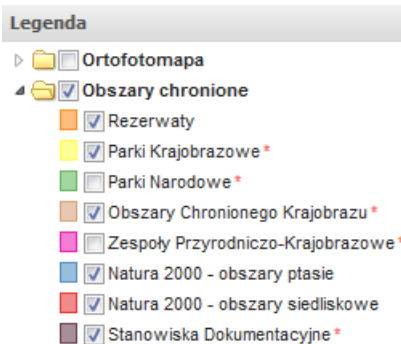 Legenda
Ortofotomapa
Obszary chronione
Rezerwaty
Parki Krajobrazowe *
Parki Narodowe *
Obszary Chronionego Krajobrazu *
Zespoły Przyrodniczo-Krajobrazowe *
Natura 2000 - obszary ptasie
Natura 2000 - obszary siedliskowe
Stanowiska Dokumentacyjne *